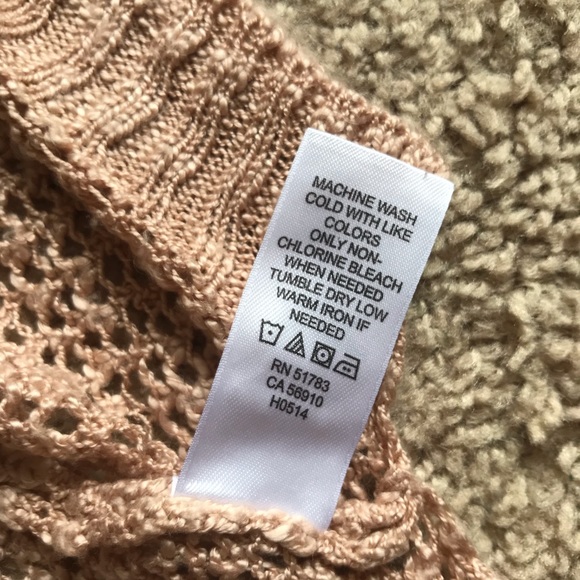 MACHINE WASH
COLD WITH LIKE
COLORS
ONLY NON-
CHLORINE BLEACH
WHEN NEEDED
TUMBLE DRY LOW
WARM IRON IF
NEEDED
RN 51783
CA 56910
H0514